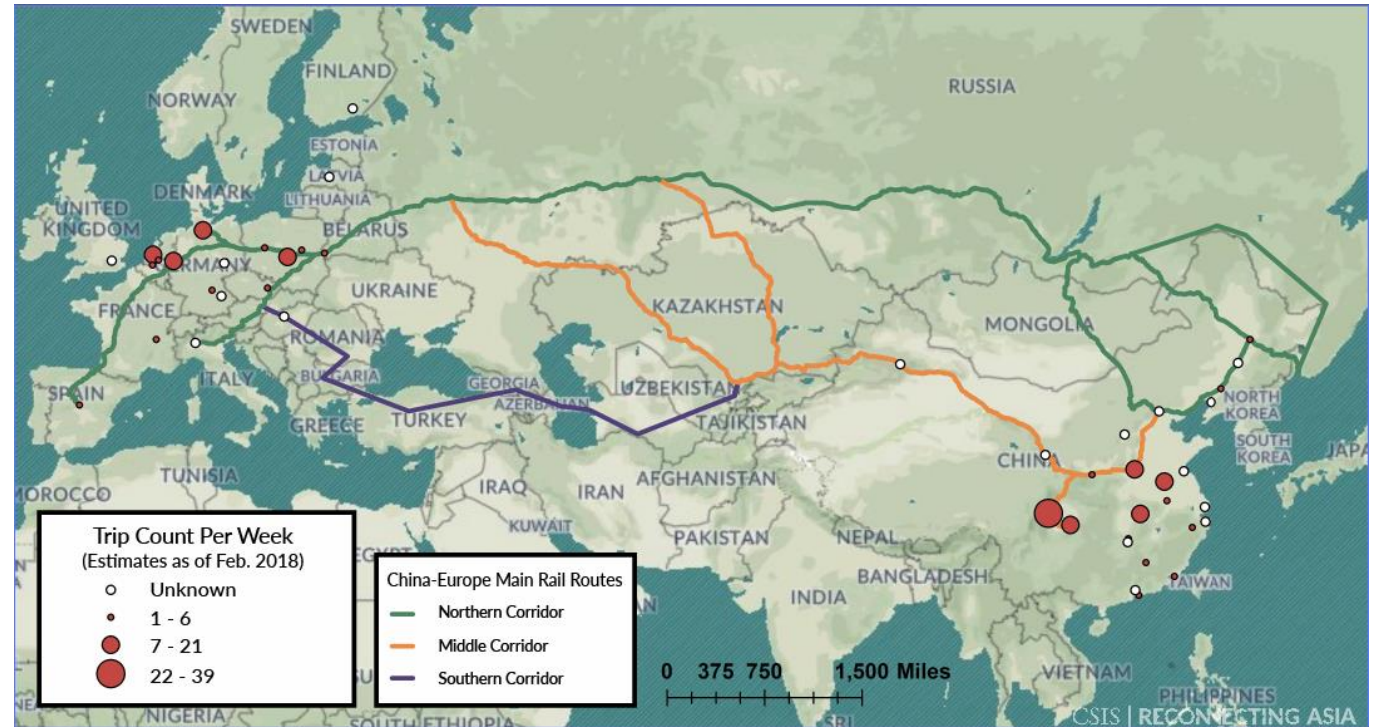 SWEDEN
FINLAND
RUSSIA
NORWAY
ESTONIA
LATVIA
DENMARK
LITHUANIA
UNITED
KINGDOM
BELARUS
GERMANY
UKRAINE
FRANCE
KAZAKHSTAN
MONGOLIA
ROMANIA
ITALY
BULGARIA
SPAIN
GEORGIA
UZBEKISTAN
AZERBAIJAN
NORTH
KOREA
GREECE
TURKEY
TAJIKISTAN
SOUTH
KOREA
JAPA
CHINA
TUNISIA
MOROCCO
IRAQ
IRAN
AFGHANISTAN
KUWAIT
PAKISTAN
NEPAL
BANGLADESH
TAIWAN
INDIA
VIETNAM
PHILIPPINES
NIGERIA
SOUTH
ETHIOPIA
SRI
Trip Count Per Week
(Estimates as of Feb. 2018)
Unknown
1 - 6
7 - 21
22 - 39
China-Europe Main Rail Routes
Northern Corridor
Middle Corridor
Southern Corridor
0 375 750 1,500 Miles
CSIS | RECONNECTING ASIA